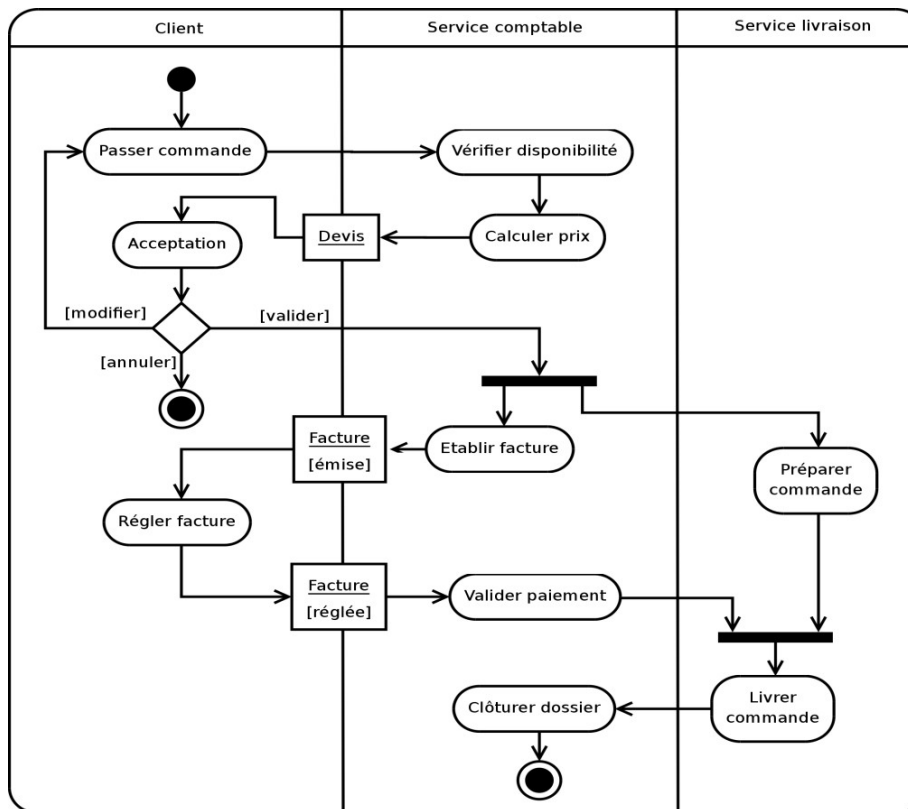 Client
Service comptable
Service livraison
Passer commande
Vérifier disponibilité
Acceptation
Devis
Calculer prix
[modifier]
[valider]
[annuler]
Facture
[émise]
Etablir facture
Préparer
commande
Régler facture
Facture
[réglée]
Valider paiement
Livrer
commande
Clôturer dossier